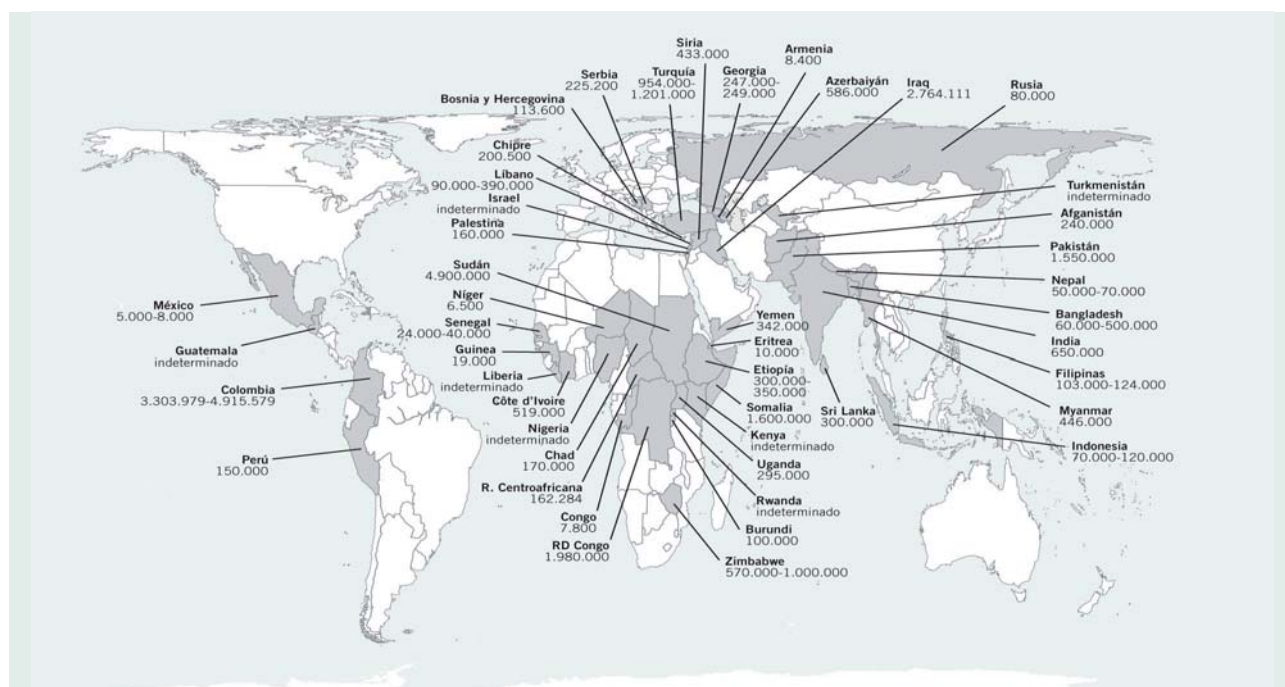 Siria
433.000
Armenia
8.400
Serbia
225.200
Turquía
954.000-
1.201.000
Georgia
247.000-
249.000
Azerbaiyán
586.000
Iraq
2.764.111
Rusia
80.000
Bosnia y Hercegovina
113.600
Chipre
200.500
Líbano
90.000-390.000
Israel
indeterminado
Palestina
160.000
Sudán
4.900.000
Níger
6.500
Senegal
24.000-40.000
Guinea
19.000
Liberia
indeterminado
Côte d'Ivoire
519.000
Nigeria
indeterminado
Chad
170.000
R. Centroafricana
162.284
Congo
7.800
RD Congo
1.980.000
México
5.000-8.000
Guatemala
indeterminado
Colombia
3.303.979-4.915.579
Perú
150.000
Turkmenistán
indeterminado
Afganistán
240.000
Pakistán
1.550.000
Nepal
50.000-70.000
Bangladesh
60.000-500.000
India
650.000
Filipinas
103.000-124.000
Myanmar
446.000
Indonesia
70.000-120.000
Sri Lanka
300.000
Yemen
342.000
Eritrea
10.000
Etiopía
300.000-
350.000
Somalia
1.600.000
Kenya
indeterminado
Uganda
295.000
Rwanda
indeterminado
Burundi
100.000
Zimbabwe
570.000-1.000.000